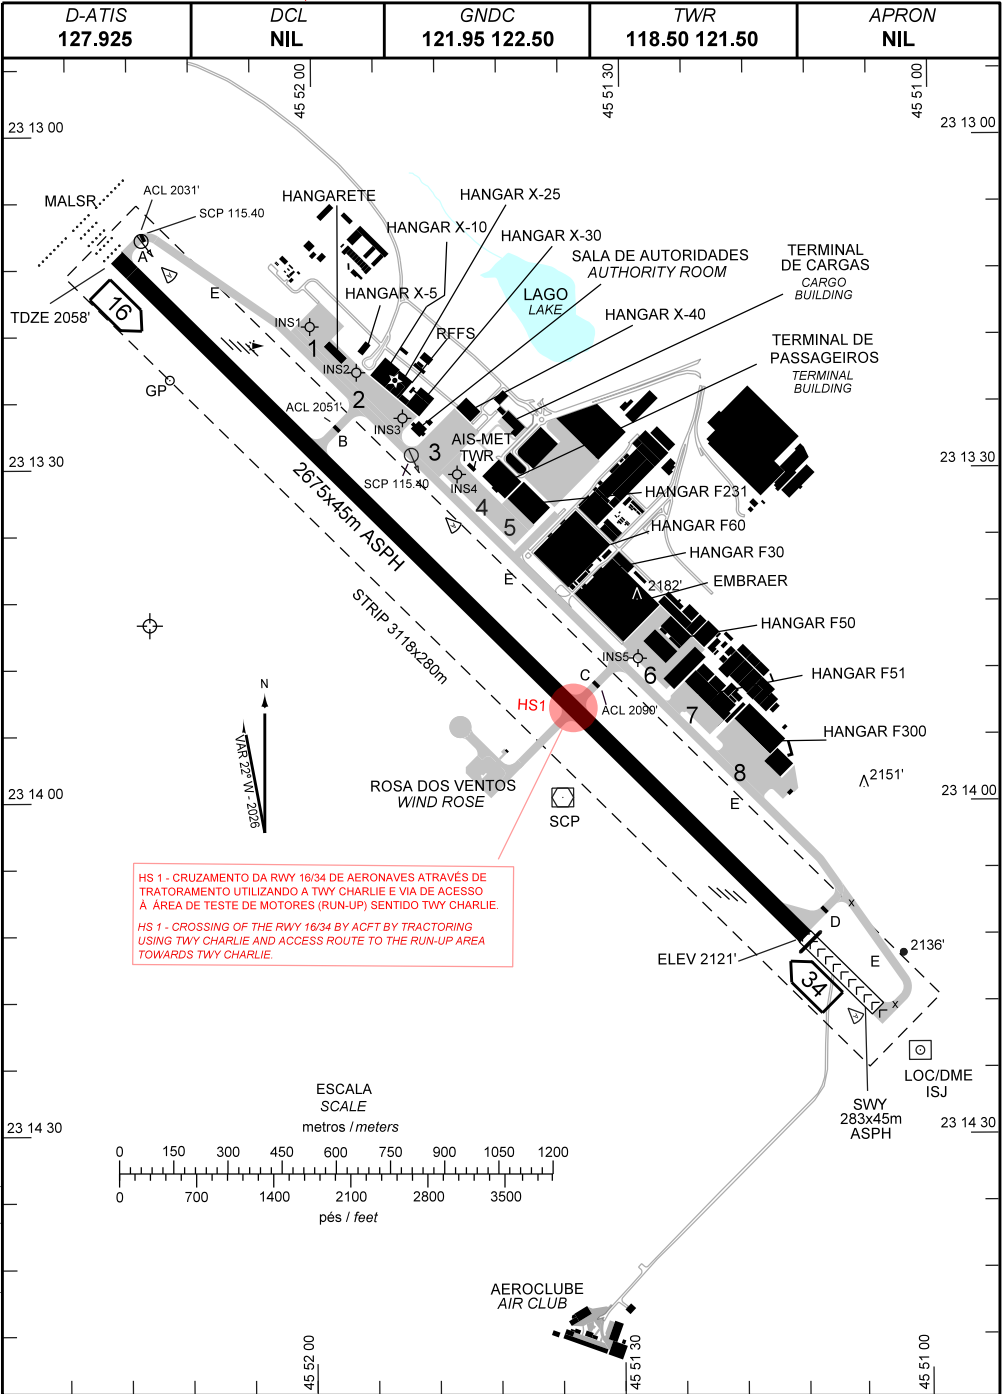 D-ATIS
127.925
DCL
NIL
GNDC
121.95 122.50
TWR
118.50 121.50
APRON
NIL
45 52 00
45 51 30
45 51 00
23 13 00
23 13 00
MALSR
ACL 2031'
SCP 115.40
A
HANGARETE
HANGAR X-25
HANGAR X-10
HANGAR X-30
SALA DE AUTORIDADES
AUTHORITY ROOM
TERMINAL
DE CARGAS
CARGO
BUILDING
E
LAGO
LAKE
HANGAR X-5
TDZE 2058'
16
INS1
1
RFFS
HANGAR X-40
TERMINAL DE
PASSAGEIROS
TERMINAL
BUILDING
INS2
GP
2
ACL 2051'
B
INS3
3
AIS-MET
TWR
X
SCP 115.40
INS4
23 13 30
23 13 30
2675x45m ASPH
4
5
HANGAR F231
HANGAR F60
HANGAR F30
E
2182'
EMBRAER
STRIP 3118x280m
HANGAR F50
INS5
6
HANGAR F51
C
HS1
ACL 2090'
7
HANGAR F300
N
VAR 22° W - 2026
8
2151'
ROSA DOS VENTOS
WIND ROSE
23 14 00
23 14 00
E
SCP
HS 1 - CRUZAMENTO DA RWY 16/34 DE AERONAVES ATRAVÉS DE
TRATORAMENTO UTILIZANDO A TWY CHARLIE E VIA DE ACESSO
À ÁREA DE TESTE DE MOTORES (RUN-UP) SENTIDO TWY CHARLIE.
HS 1 - CROSSING OF THE RWY 16/34 BY ACFT BY TRACTORING
USING TWY CHARLIE AND ACCESS ROUTE TO THE RUN-UP AREA
TOWARDS TWY CHARLIE.
x
D
ELEV 2121'
2136'
E
34
x
LOC/DME
ISJ
SWY
283x45m
ASPH
ESCALA
SCALE
metros / meters
23 14 30
23 14 30
0 150 300 450 600 750 900 1050 1200
0 700 1400 2100 2800 3500
pés / feet
AEROCLUBE
AIR CLUB
45 52 00
45 51 30
45 51 00